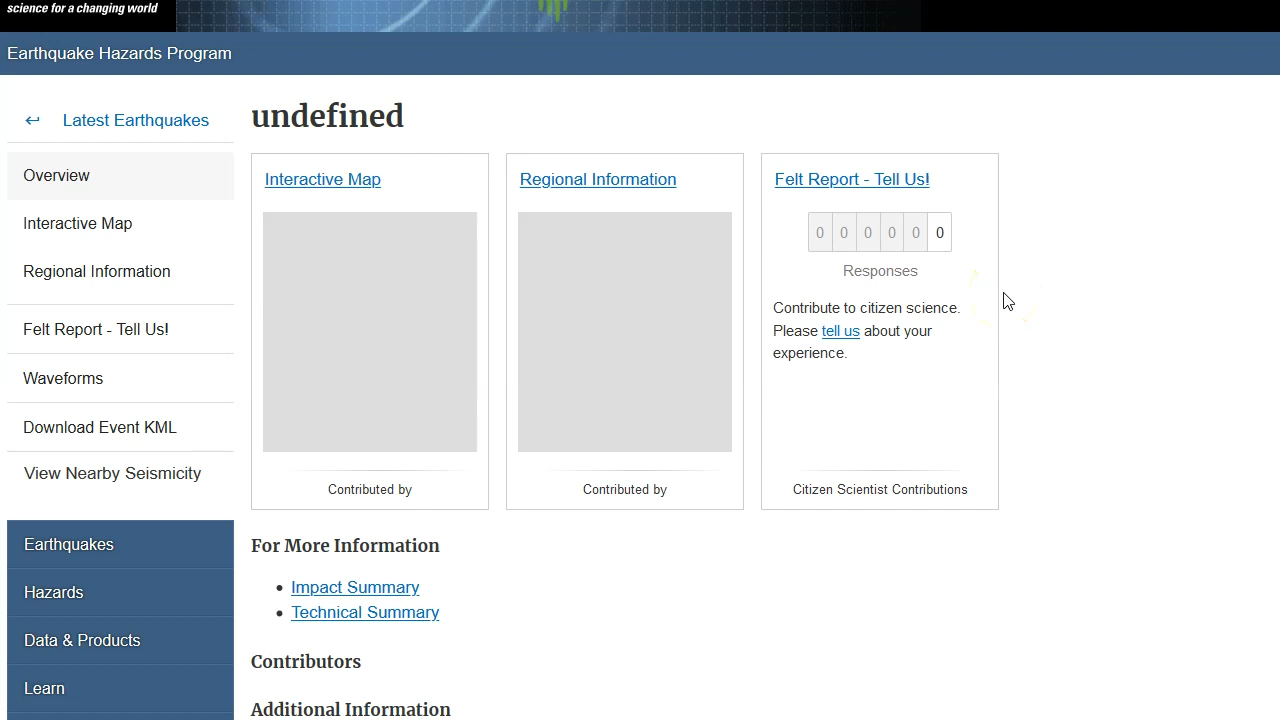 science for a changing world
Earthquake Hazards Program
↩ Latest Earthquakes
Overview
Interactive Map
Regional Information
Felt Report - Tell Us!
Waveforms
Download Event KML
View Nearby Seismicity
Earthquakes
Hazards
Data & Products
Learn
undefined
Interactive Map
Contributed by
Regional Information
Contributed by
Felt Report - Tell Us!
0 0 0 0 0 0
Responses
Contribute to citizen science.
Please tell us about your
experience.
Citizen Scientist Contributions
For More Information
• Impact Summary
• Technical Summary
Contributors
Additional Information